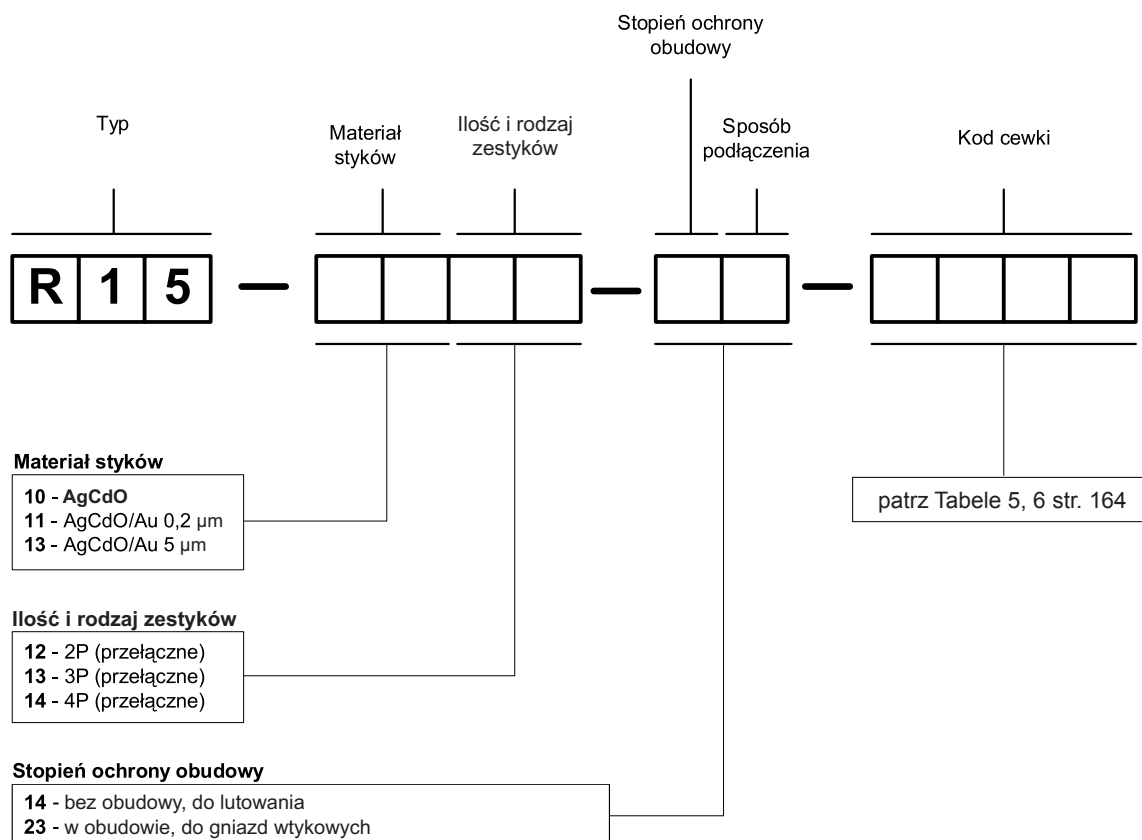 Stopień ochrony
obudowy
Typ
Materiał
styków
Ilość i rodzaj
zestyków
Sposób
podłączenia
Kod cewki
R 1 5 — — —
Materiał styków
10 - AgCdO
11 - AgCdO/Au 0,2 µm
13 - AgCdO/Au 5 µm
patrz Tabele 5, 6 str. 164
Ilość i rodzaj zestyków
12 - 2P (przełączne)
13 - 3P (przełączne)
14 - 4P (przełączne)
Stopień ochrony obudowy
14 - bez obudowy, do lutowania
23 - w obudowie, do gniazd wtykowych